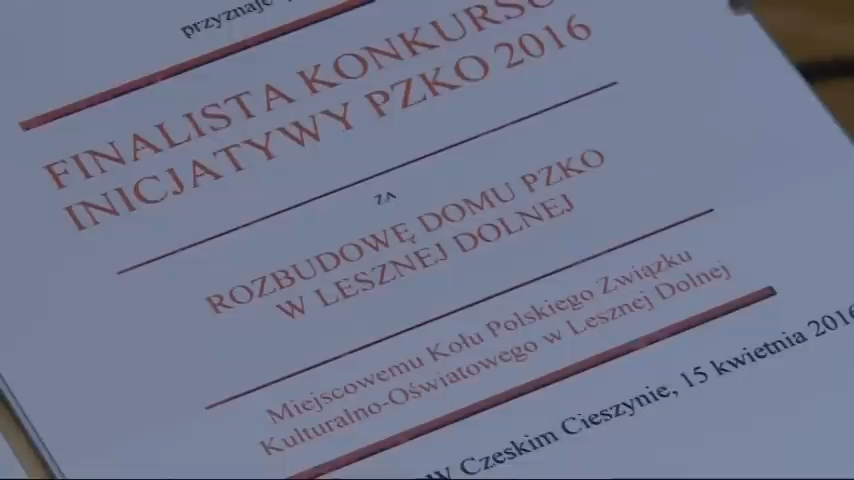 przyznaje
FINALISTA KONKURSU
INICJATYWY PZKO 2016
ZA
ROZBUDOWĘ DOMU PZKO
W LESZNEJ DOLNEJ
Miejscowemu Kołu Polskiego Związku
Kulturalno-Oświatowego w Lesznej Dolnej
W Czeskim Cieszynie, 15 kwietnia 2016